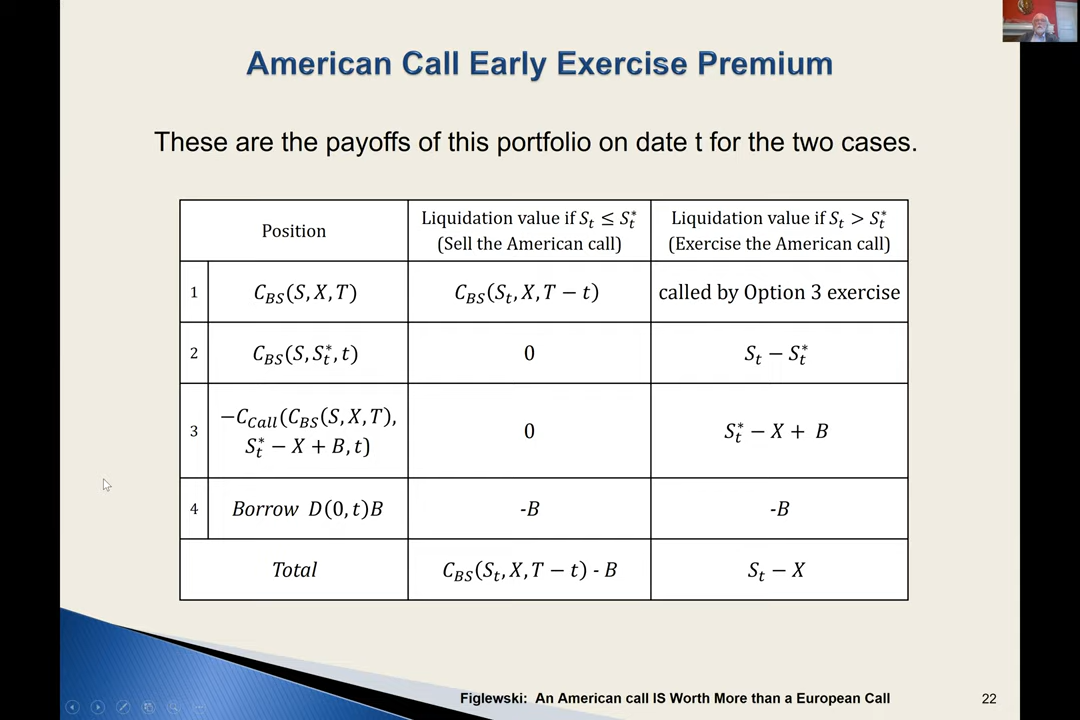 American Call Early Exercise Premium
These are the payoffs of this portfolio on date t for the two cases.
Position
Liquidation value if S_t ≤ S_t^*
(Sell the American call)
Liquidation value if S_t > S_t^*
(Exercise the American call)
1
C_BS(S, X, T)
C_BS(S_t, X, T − t)
called by Option 3 exercise
2
C_BS(S, S_t^*, t)
0
S_t − S_t^*
3
−C_Call(C_BS(S, X, T),
S_t^* − X + B, t)
0
S_t^* − X + B
4
Borrow D(0, t)B
-B
-B
Total
C_BS(S_t, X, T − t) - B
S_t − X
Figlewski: An American call IS Worth More than a European Call
22